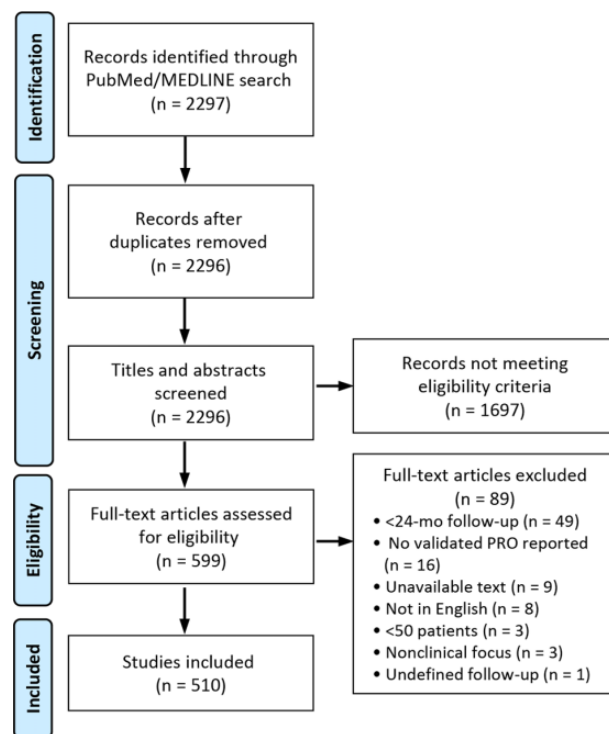 Identification
Records identified through
PubMed/MEDLINE search
(n = 2297)
Screening
Records after
duplicates removed
(n = 2296)
Titles and abstracts
screened
(n = 2296)
Records not meeting
eligibility criteria
(n = 1697)
Eligibility
Full-text articles assessed
for eligibility
(n = 599)
Full-text articles excluded
(n = 89)
• <24-mo follow-up (n = 49)
• No validated PRO reported
(n = 16)
• Unavailable text (n = 9)
• Not in English (n = 8)
• <50 patients (n = 3)
• Nonclinical focus (n = 3)
• Undefined follow-up (n = 1)
Included
Studies included
(n = 510)